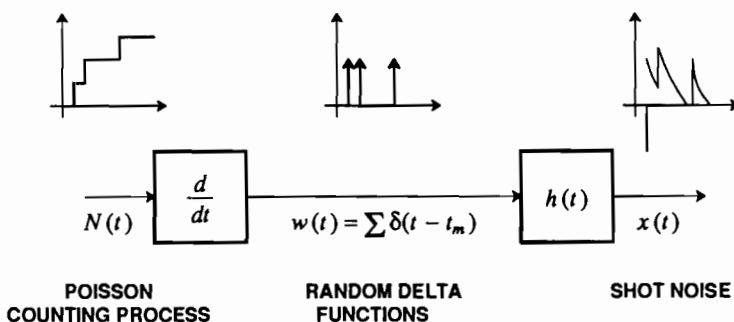 d
dt
h(t)
N(t)
w(t) = ∑ δ(t − t_m)
x(t)
POISSON
COUNTING PROCESS
RANDOM DELTA
FUNCTIONS
SHOT NOISE